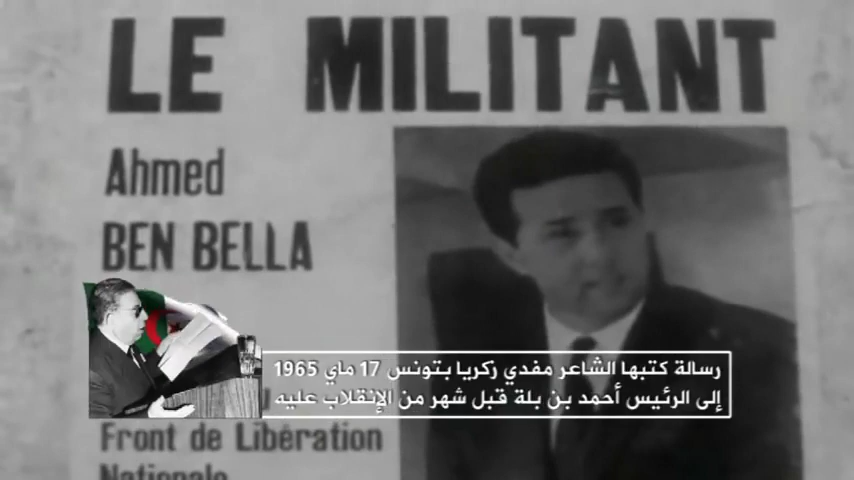 LE MILITANT
Ahmed
BEN BELLA
رسالة كتبها الشاعر مفدي زكريا بتونس 17 ماي 1965
إلى الرئيس أحمد بن بلة قبل شهر من الإنقلاب عليه
Front de Libération
Nationale